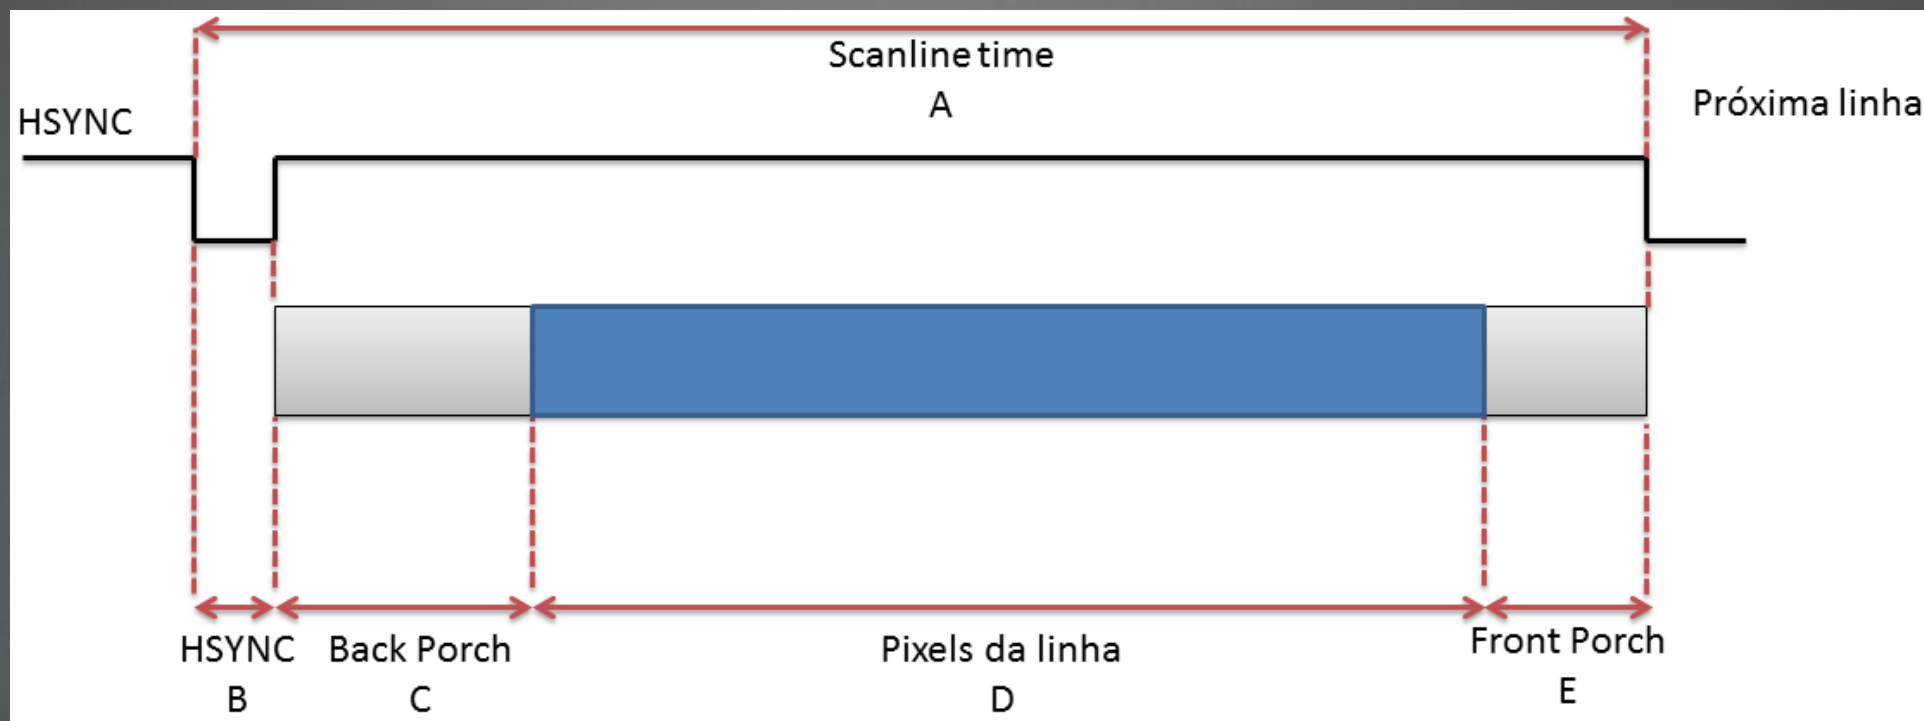 Scanline time
A
HSYNC
Próxima linha
HSYNC
B
Back Porch
C
Pixels da linha
D
Front Porch
E